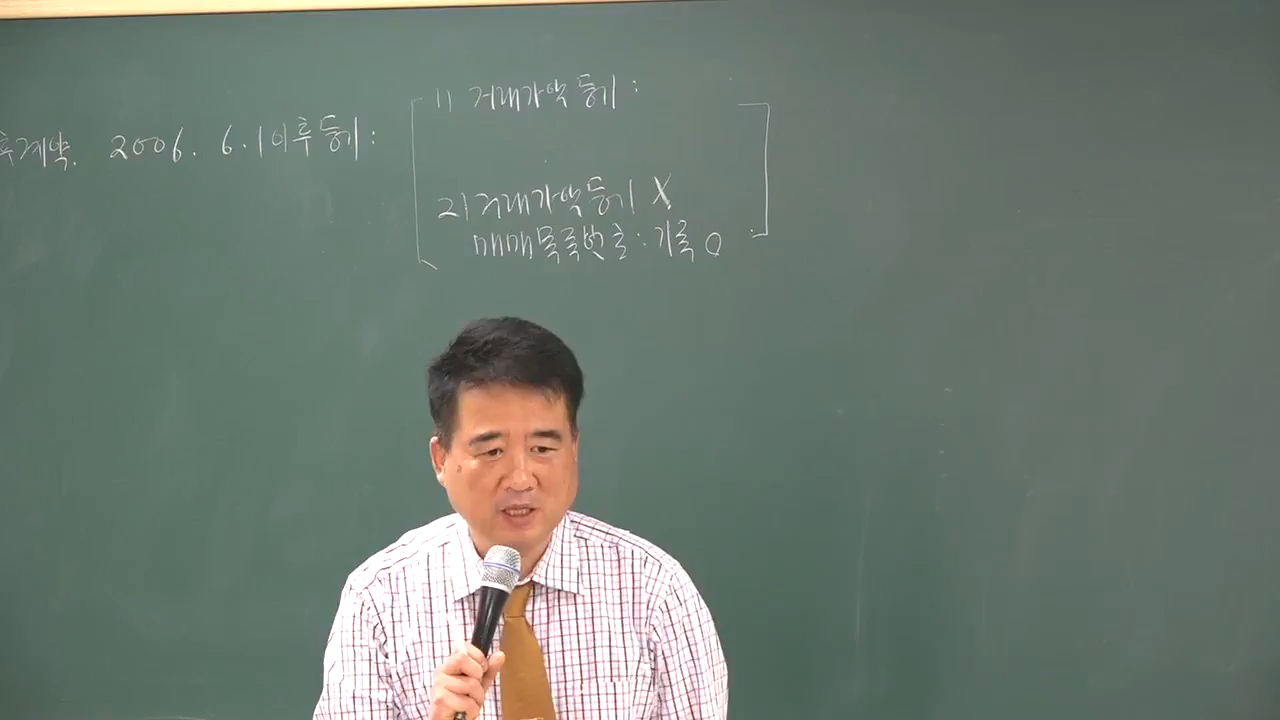 후계약. 2006. 6. 1 이후 등기 :
1) 거래가액 등기 :
2) 거래가액등기 X
매매목록번호 : 기록 O